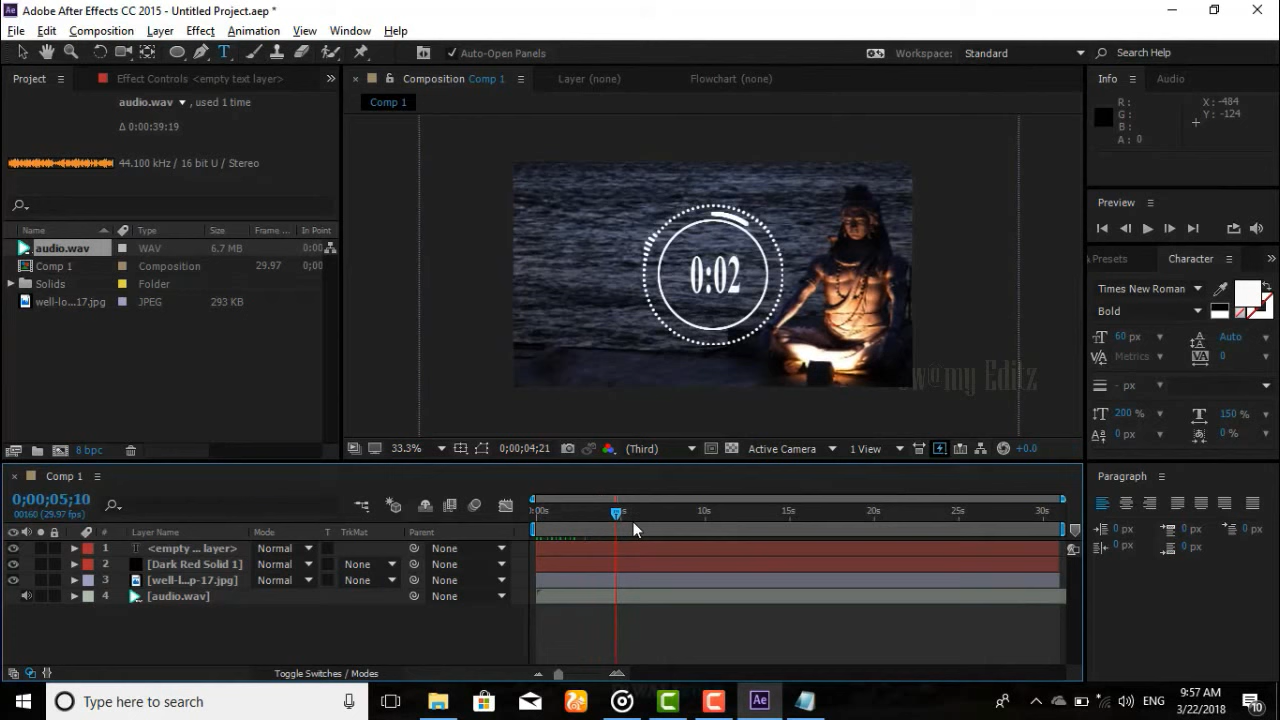 Adobe After Effects CC 2015 - Untitled Project.aep *
File Edit Composition Layer Effect Animation View Window Help
Auto-Open Panels
Workspace: Standard
Search Help
Project
Effect Controls <empty text layer>
Composition Comp 1
Layer (none)
Flowchart (none)
Info
Audio
audio.wav , used 1 time
Δ 0:00:39:19
44.100 kHz / 16 bit U / Stereo
Comp 1
R :
G :
B :
A : 0
X : -484
Y : -124
Preview
Name Type Size Frame ... In Point
audio.wav WAV 6.7 MB 0:00
Comp 1 Composition 29.97 0;00
Solids Folder
well-lo...17.jpg JPEG 293 KB
8 bpc
0:02
my Editz
33.3% 0;00;04;21 (Third) Active Camera 1 View +0.0
Presets Character
Times New Roman
Bold
60 px Auto
Metrics 0
- px
200 % 150 %
0 px 0 %
Comp 1
0;00;05;10
00160 (29.97 fps)
Layer Name Mode T TrkMat Parent
1 <empty ... layer> Normal None
2 [Dark Red Solid 1] Normal None None
3 [well-l...p-17.jpg] Normal None None
4 [audio.wav] None
Toggle Switches / Modes
:00s 5s 10s 15s 20s 25s 30s
Paragraph
0 px 0 px 0 px
0 px 0 px
Type here to search
ENG
9:57 AM
3/22/2018
10